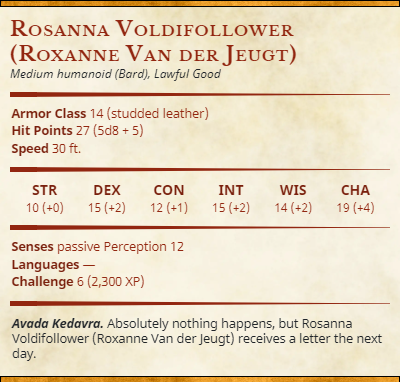 Rosanna Voldifollower
(Roxanne Van der Jeugt)
Medium humanoid (Bard), Lawful Good
Armor Class 14 (studded leather)
Hit Points 27 (5d8 + 5)
Speed 30 ft.
STR DEX CON INT WIS CHA
10 (+0) 15 (+2) 12 (+1) 15 (+2) 14 (+2) 19 (+4)
Senses passive Perception 12
Languages —
Challenge 6 (2,300 XP)
Avada Kedavra. Absolutely nothing happens, but Rosanna
Voldifollower (Roxanne Van der Jeugt) receives a letter the next
day.